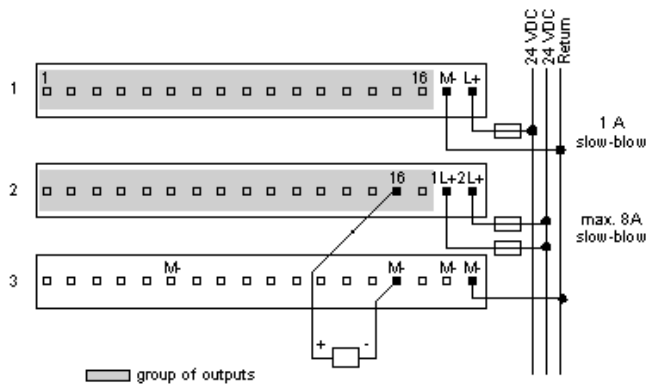 24 VDC
24 VDC
Return
1
1
16
M-
L+
1 A
slow-blow
2
16
1L+
2L+
max. 8A
slow-blow
3
M-
M-
M-
M-
+
-
group of outputs